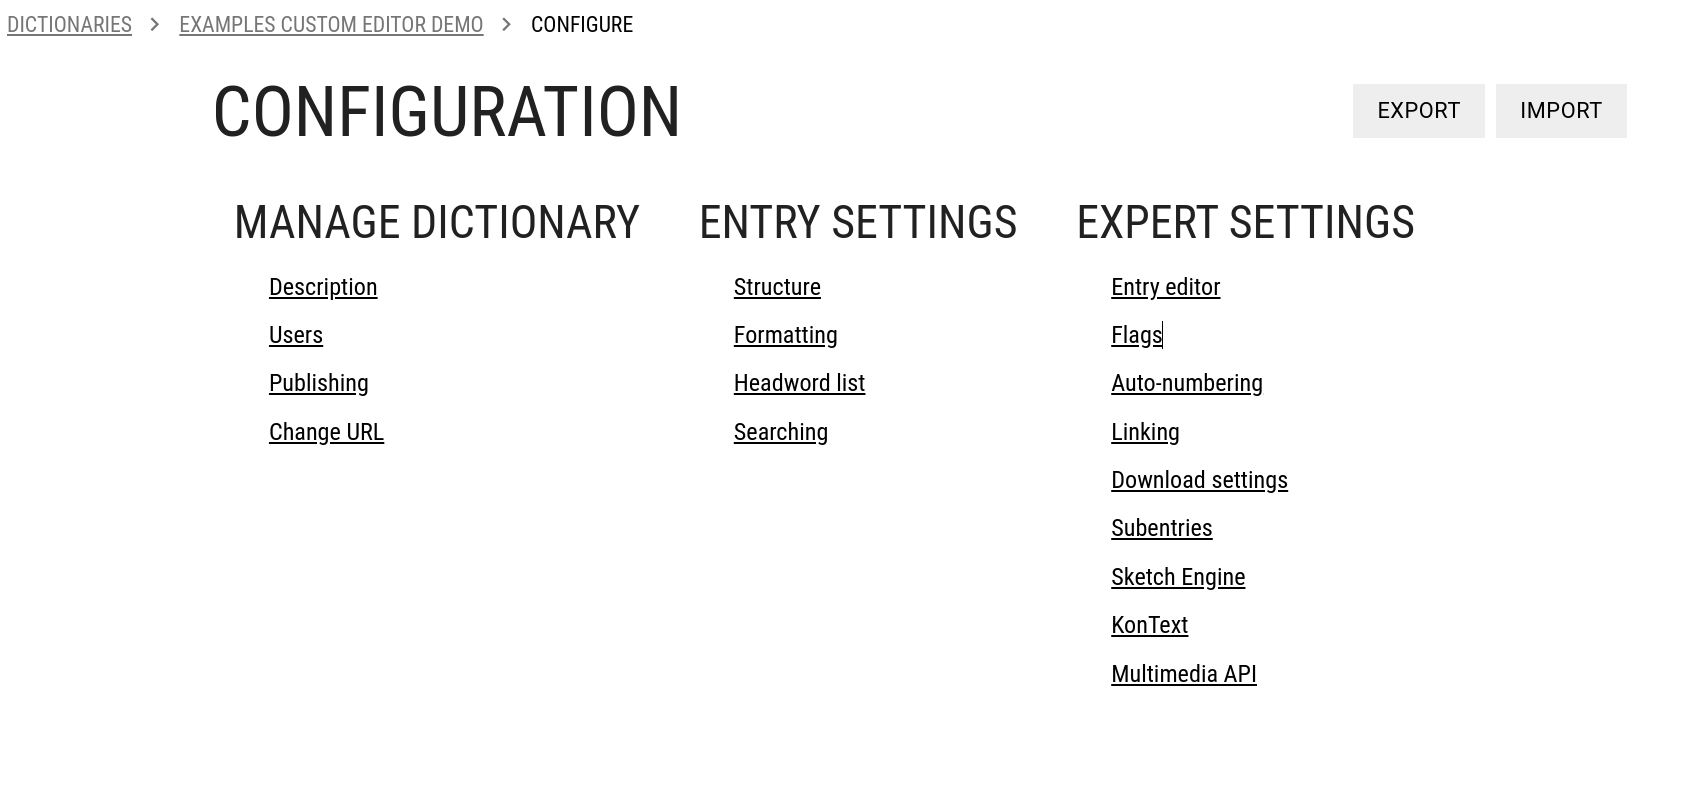 DICTIONARIES > EXAMPLES CUSTOM EDITOR DEMO > CONFIGURE
CONFIGURATION
EXPORT IMPORT
MANAGE DICTIONARY
Description
Users
Publishing
Change URL
ENTRY SETTINGS
Structure
Formatting
Headword list
Searching
EXPERT SETTINGS
Entry editor
Flags
Auto-numbering
Linking
Download settings
Subentries
Sketch Engine
KonText
Multimedia API